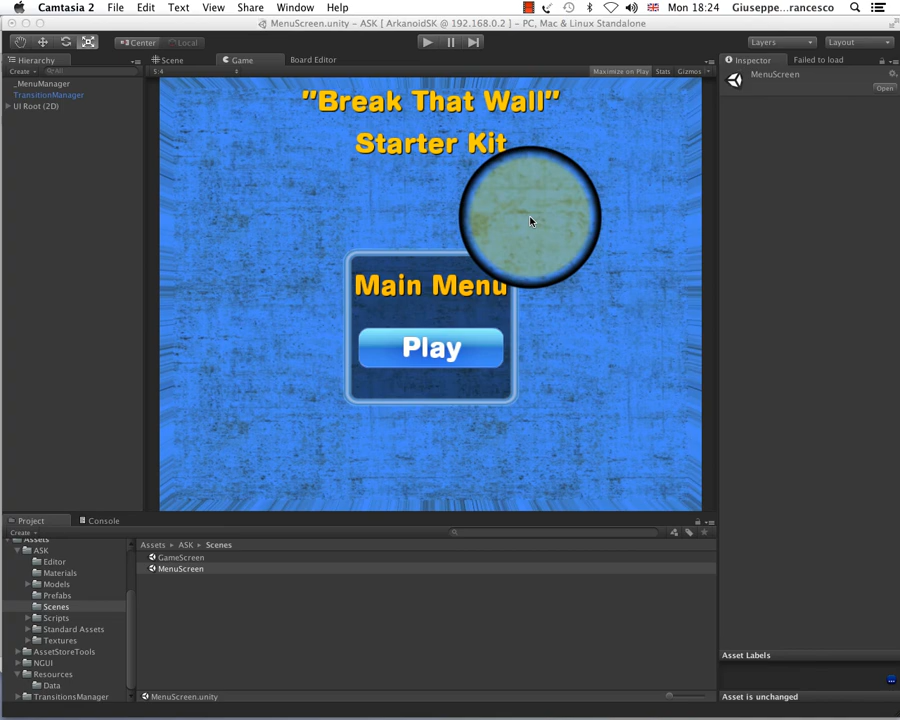 Camtasia 2 File Edit Text View Share Window Help Mon 18:24 Giuseppe...rancesco
MenuScreen.unity – ASK [ ArkanoidSK @ 192.168.0.2 ] – PC, Mac & Linux Standalone
Center Local Layers Layout
Hierarchy Scene Game Board Editor Inspector Failed to load
Create All 5:4 Maximize on Play Stats Gizmos MenuScreen
Open
_MenuManager
TransitionManager
UI Root (2D)
"Break That Wall"
Starter Kit
Main Menu
Play
Project Console
Create
Assets
Assets ▸ ASK ▸ Scenes
ASK
Editor
Materials
Models
Prefabs
Scenes
Scripts
Standard Assets
Textures
AssetStoreTools
NGUI
Resources
Data
TransitionsManager
GameScreen
MenuScreen
MenuScreen.unity
Asset Labels
Asset is unchanged